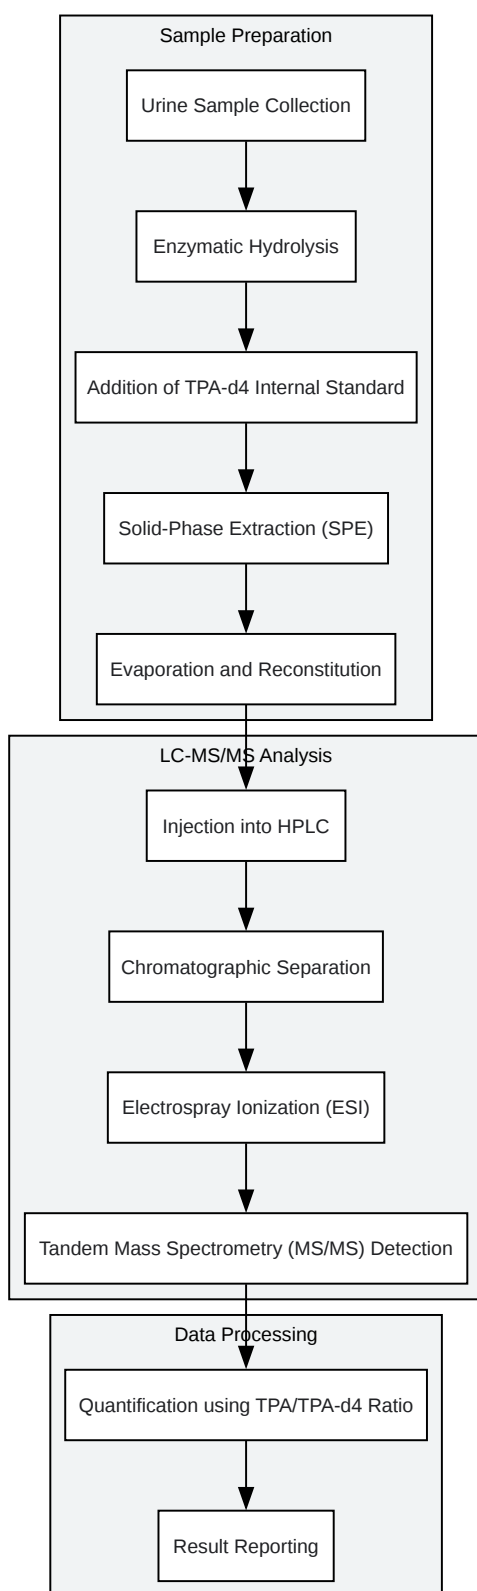 Sample Preparation
Urine Sample Collection
Enzymatic Hydrolysis
Addition of TPA-d4 Internal Standard
Solid-Phase Extraction (SPE)
Evaporation and Reconstitution
LC-MS/MS Analysis
Injection into HPLC
Chromatographic Separation
Electrospray Ionization (ESI)
Tandem Mass Spectrometry (MS/MS) Detection
Data Processing
Quantification using TPA/TPA-d4 Ratio
Result Reporting